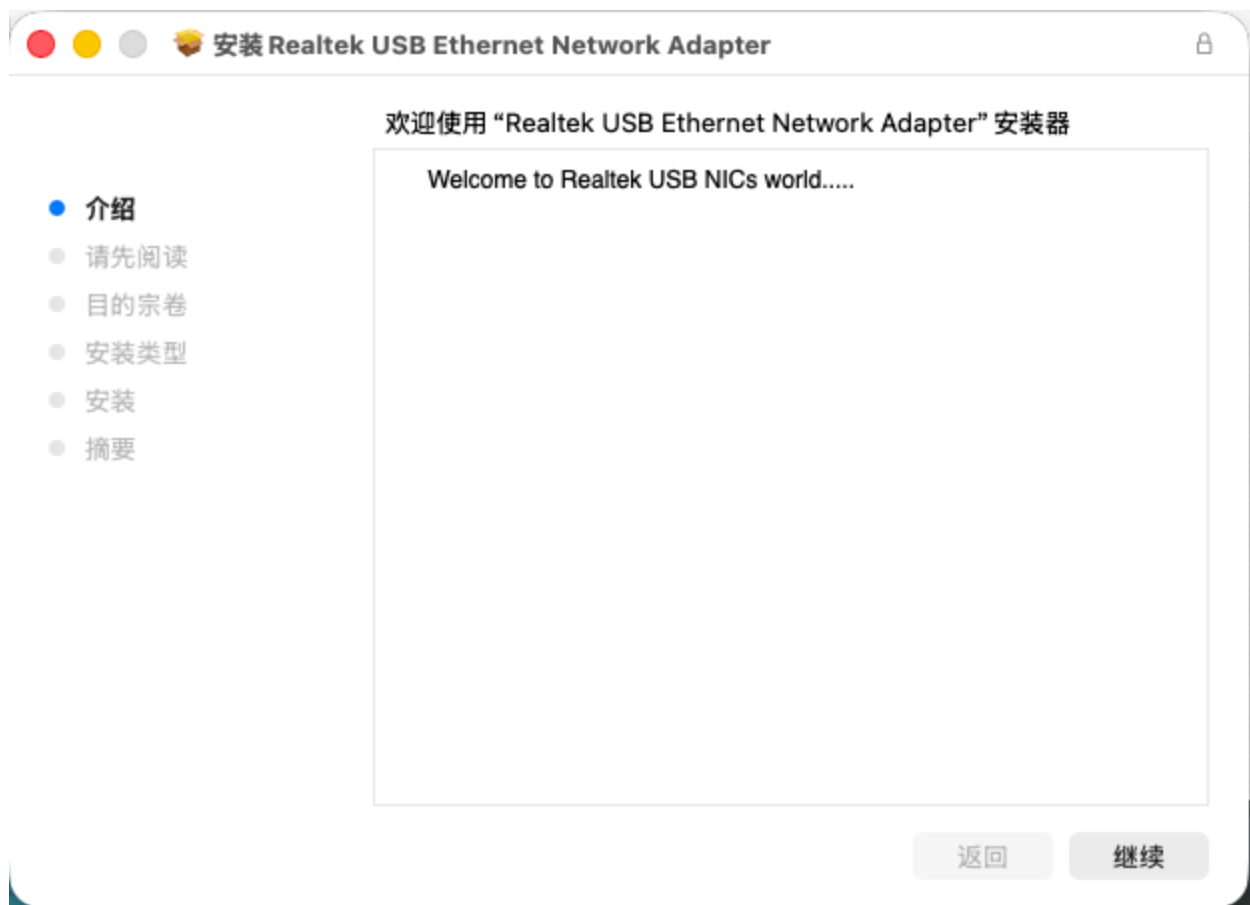 安装 Realtek USB Ethernet Network Adapter
欢迎使用 “Realtek USB Ethernet Network Adapter” 安装器
介绍
请先阅读
目的宗卷
安装类型
安装
摘要
Welcome to Realtek USB NICs world.....
返回
继续